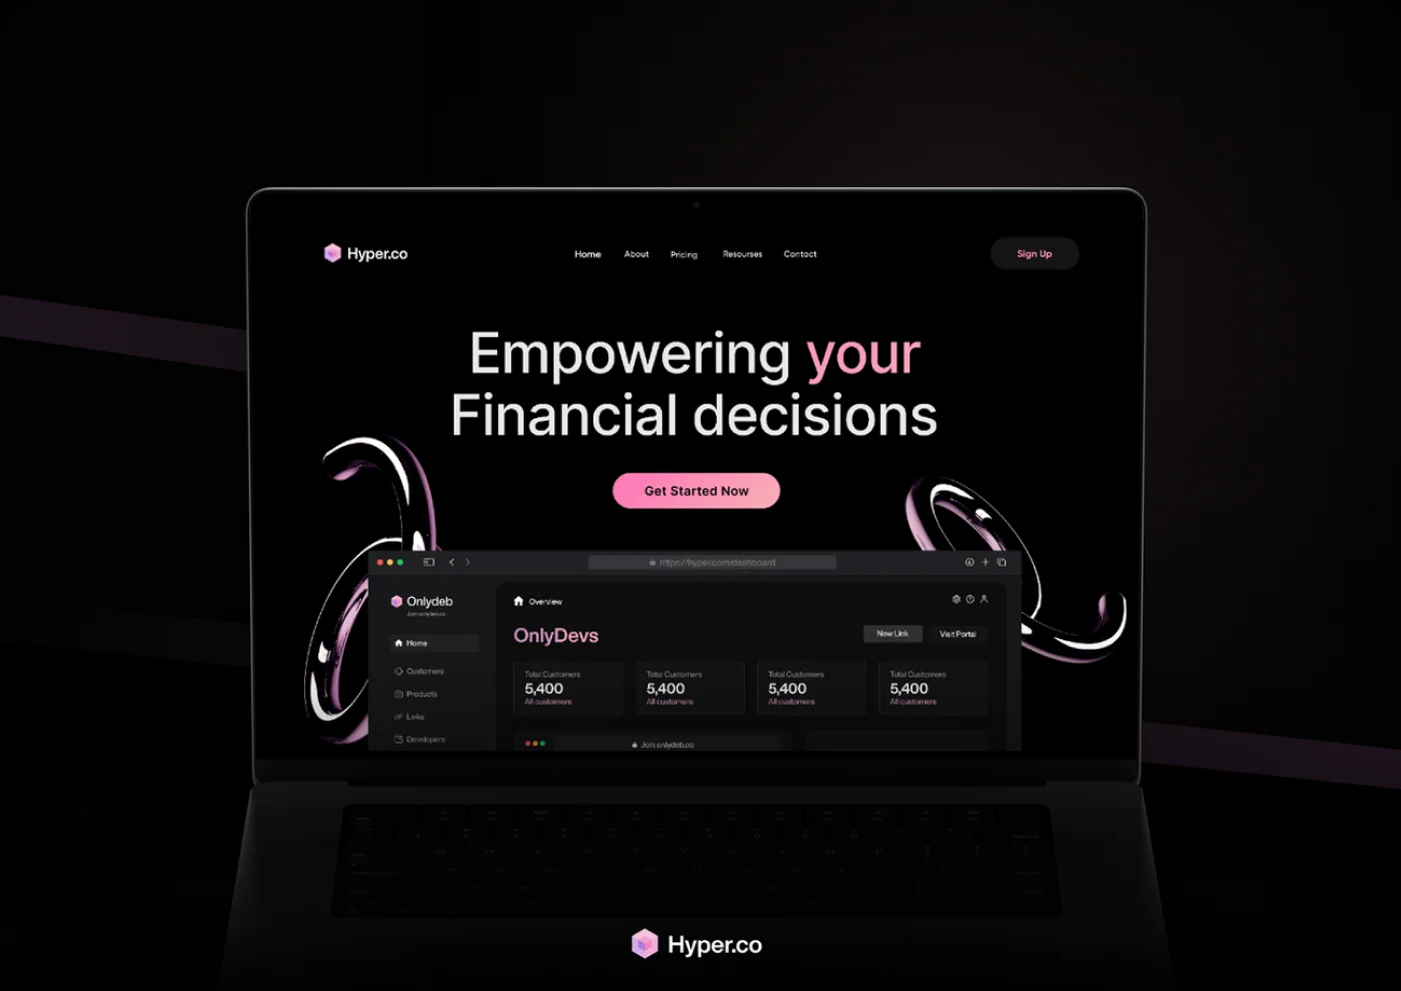 Hyper.co
Home About Pricing Resourses Contact
Sign Up
Empowering your
Financial decisions
Get Started Now
https://hyper.com/dashboard
Onlydeb
Join onlydeb.co
Home
Customers
Products
Links
Developers
Overview
OnlyDevs
New Link
Visit Portal
Total Customers
5,400
All customers
Total Customers
5,400
All customers
Total Customers
5,400
All customers
Total Customers
5,400
All customers
Join onlydeb.co
Hyper.co